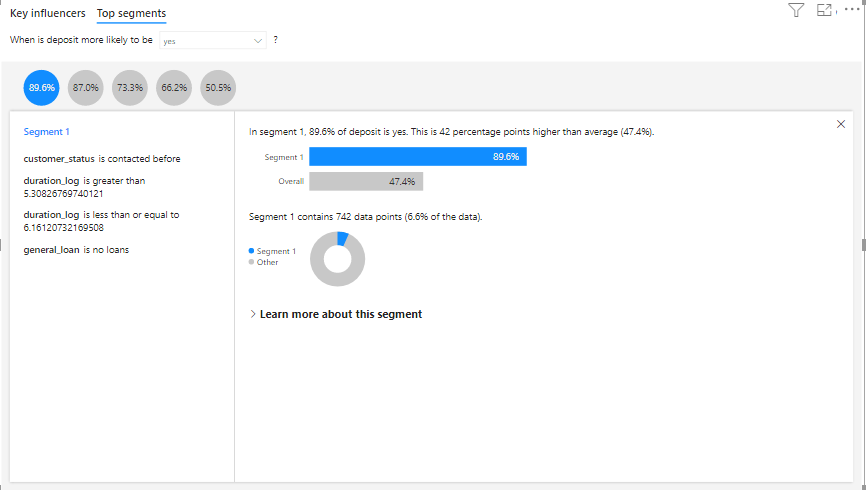 Key influencers Top segments
When is deposit more likely to be yes ?
89.6% 87.0% 73.3% 66.2% 50.5%
Segment 1
customer_status is contacted before
duration_log is greater than
5.30826769740121
duration_log is less than or equal to
6.16120732169508
general_loan is no loans
In segment 1, 89.6% of deposit is yes. This is 42 percentage points higher than average (47.4%).
Segment 1 89.6%
Overall 47.4%
Segment 1 contains 742 data points (6.6% of the data).
Segment 1
Other
Learn more about this segment